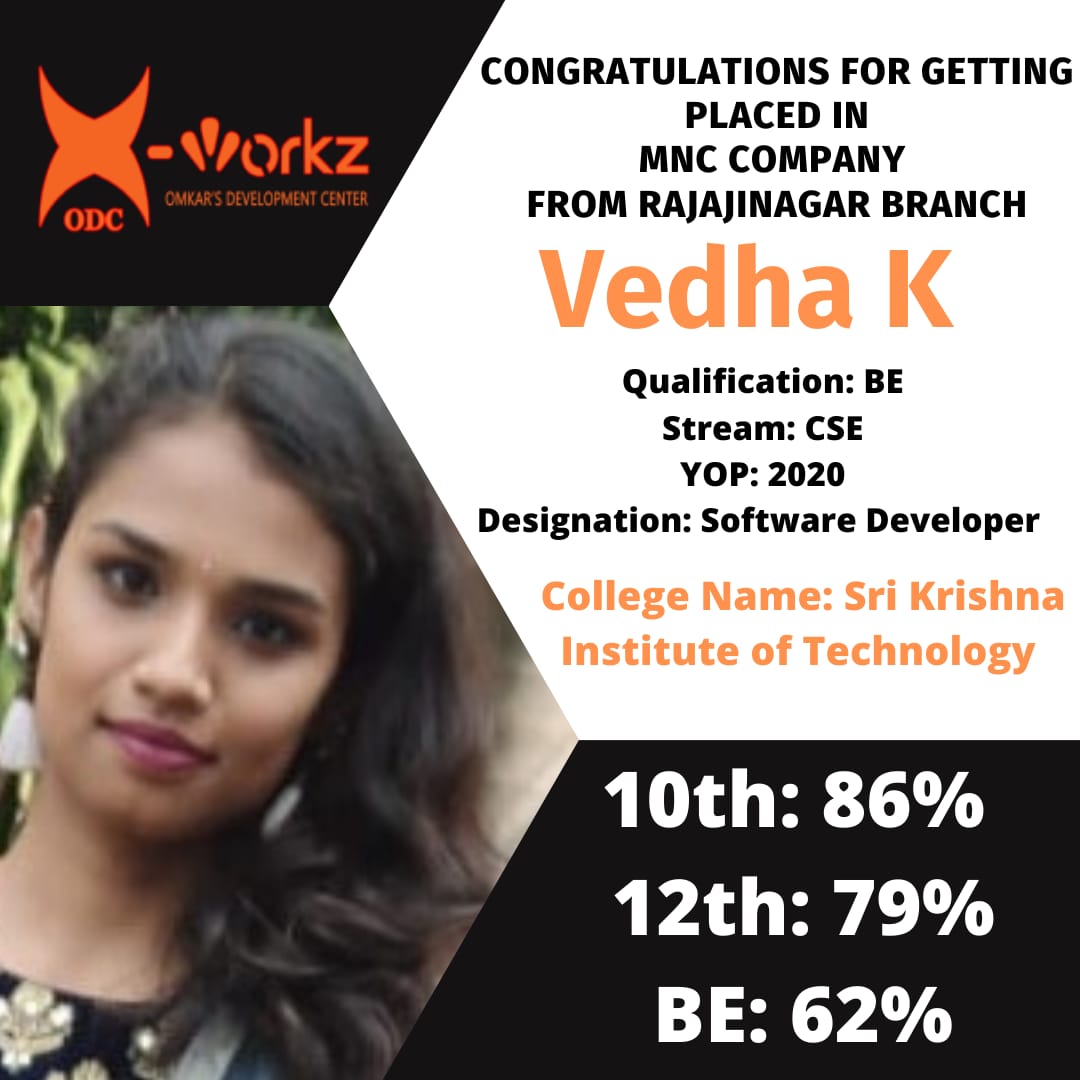 X-Workz
OMKAR'S DEVELOPMENT CENTER
ODC
CONGRATULATIONS FOR GETTING
PLACED IN
MNC COMPANY
FROM RAJAJINAGAR BRANCH
Vedha K
Qualification: BE
Stream: CSE
YOP: 2020
Designation: Software Developer
College Name: Sri Krishna
Institute of Technology
10th: 86%
12th: 79%
BE: 62%